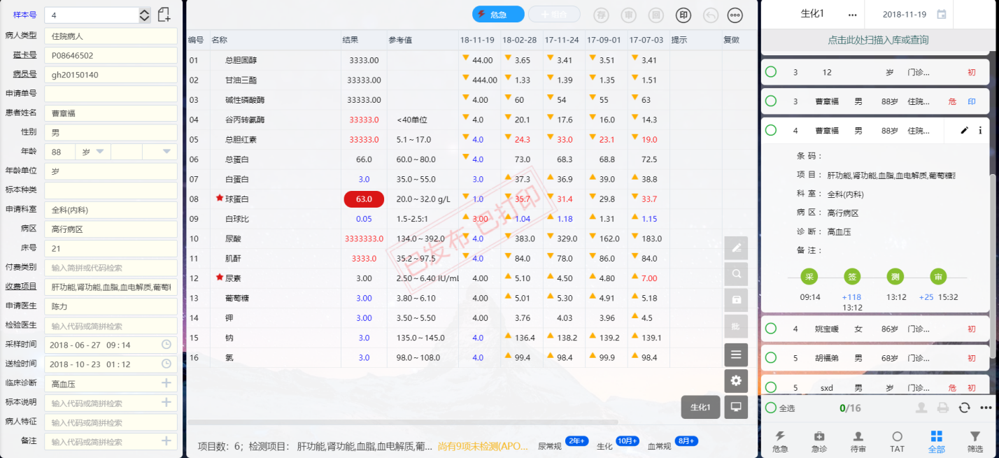 样本号 4
病人类型 住院病人
磁卡号 P08646502
病员号 gh20150140
申请单号
患者姓名 曹章福
性别 男
年龄 88 岁
年龄单位 岁
标本种类
申请科室 全科(内科)
病区 高行病区
床号 21
付费类别 输入简拼或代码检索
收费项目 肝功能,肾功能,血脂,血电解质,葡萄
申请医生 陈力
检验医生 输入代码或简拼检索
采样时间 2018 - 06 - 27 09 : 14
送检时间 2018 - 10 - 23 01 : 12
临床诊断 高血压
标本说明 输入代码或简拼检索
病人特征 输入代码或简拼检索
备注 输入代码或简拼检索
危急 + 组合 存 审 回 印
编号 名称 结果 参考值 18-11-19 18-02-28 17-11-24 17-09-01 17-07-03 提示 复做
01 总胆固醇 3333.00 44.00 3.65 3.41 3.51 3.41
02 甘油三酯 33333.00 444.00 1.33 1.39 1.35 1.51
03 碱性磷酸酶 33333.00 4.00 60 54 55 63
04 谷丙转氨酶 33333.0 <40单位 4.0 20.1 17.6 16.0 14.3
05 总胆红素 33333.0 5.1~17.0 4.0 24.3 33.0 23.1 19.0
06 总蛋白 66.0 60.0~80.0 4.0 73.0 68.3 68.8 72.5
07 白蛋白 3.0 35.0~55.0 3.0 37.3 36.9 39.0 38.8
08 球蛋白 63.0 20.0~32.0 g/L 1.0 35.7 31.4 29.8 33.7
09 白球比 0.05 1.5-2.5:1 3.00 1.04 1.18 1.31 1.15
10 尿酸 3333333.0 134.0~392.0 4.0 383.0 329.0 162.0 183.0
11 肌酐 3333.0 35.2~97.5 4.0 84.0 78.0 86.0 84.0
12 尿素 3.00 2.50~6.40 IU/mL 4.00 5.10 4.50 4.80 7.00
13 葡萄糖 3.00 3.80~6.10 4.00 5.01 5.30 4.91 5.18
14 钾 3.00 3.50~5.50 4.00 3.76 4.03 3.96 4.5
15 钠 3.0 135.0~145.0 4.0 136.4 138.2 139.2 139.1
16 氯 3.0 98.0~108.0 4.0 99.4 98.4 99.9 98.4
已发布 已打印
批
生化1
项目数：6；检测项目： 肝功能,肾功能,血脂,血电解质,葡... 尚有9项未检测(APO... 尿常规 2年+ 生化 10月+ 血常规 8月+
生化1 ... 2018-11-19
点击此处扫描入库或查询
3 12 岁 门诊... 初
3 曹章福 男 88岁 住院... 危 印
4 曹章福 男 88岁 住院...
条 码：
项 目： 肝功能,肾功能,血脂,血电解质,葡萄糖
科 室： 全科(内科)
病 区： 高行病区
诊 断： 高血压
备 注：
采 签 测 审
09:14 +118 13:12 +25 15:32
13:12
4 姚宝暖 女 86岁 门诊... 初
5 胡福弟 男 68岁 门诊... 初
5 sxd 男 岁 门诊... 危 初
全选 0/16
危急 急诊 待审 TAT 全部 筛选